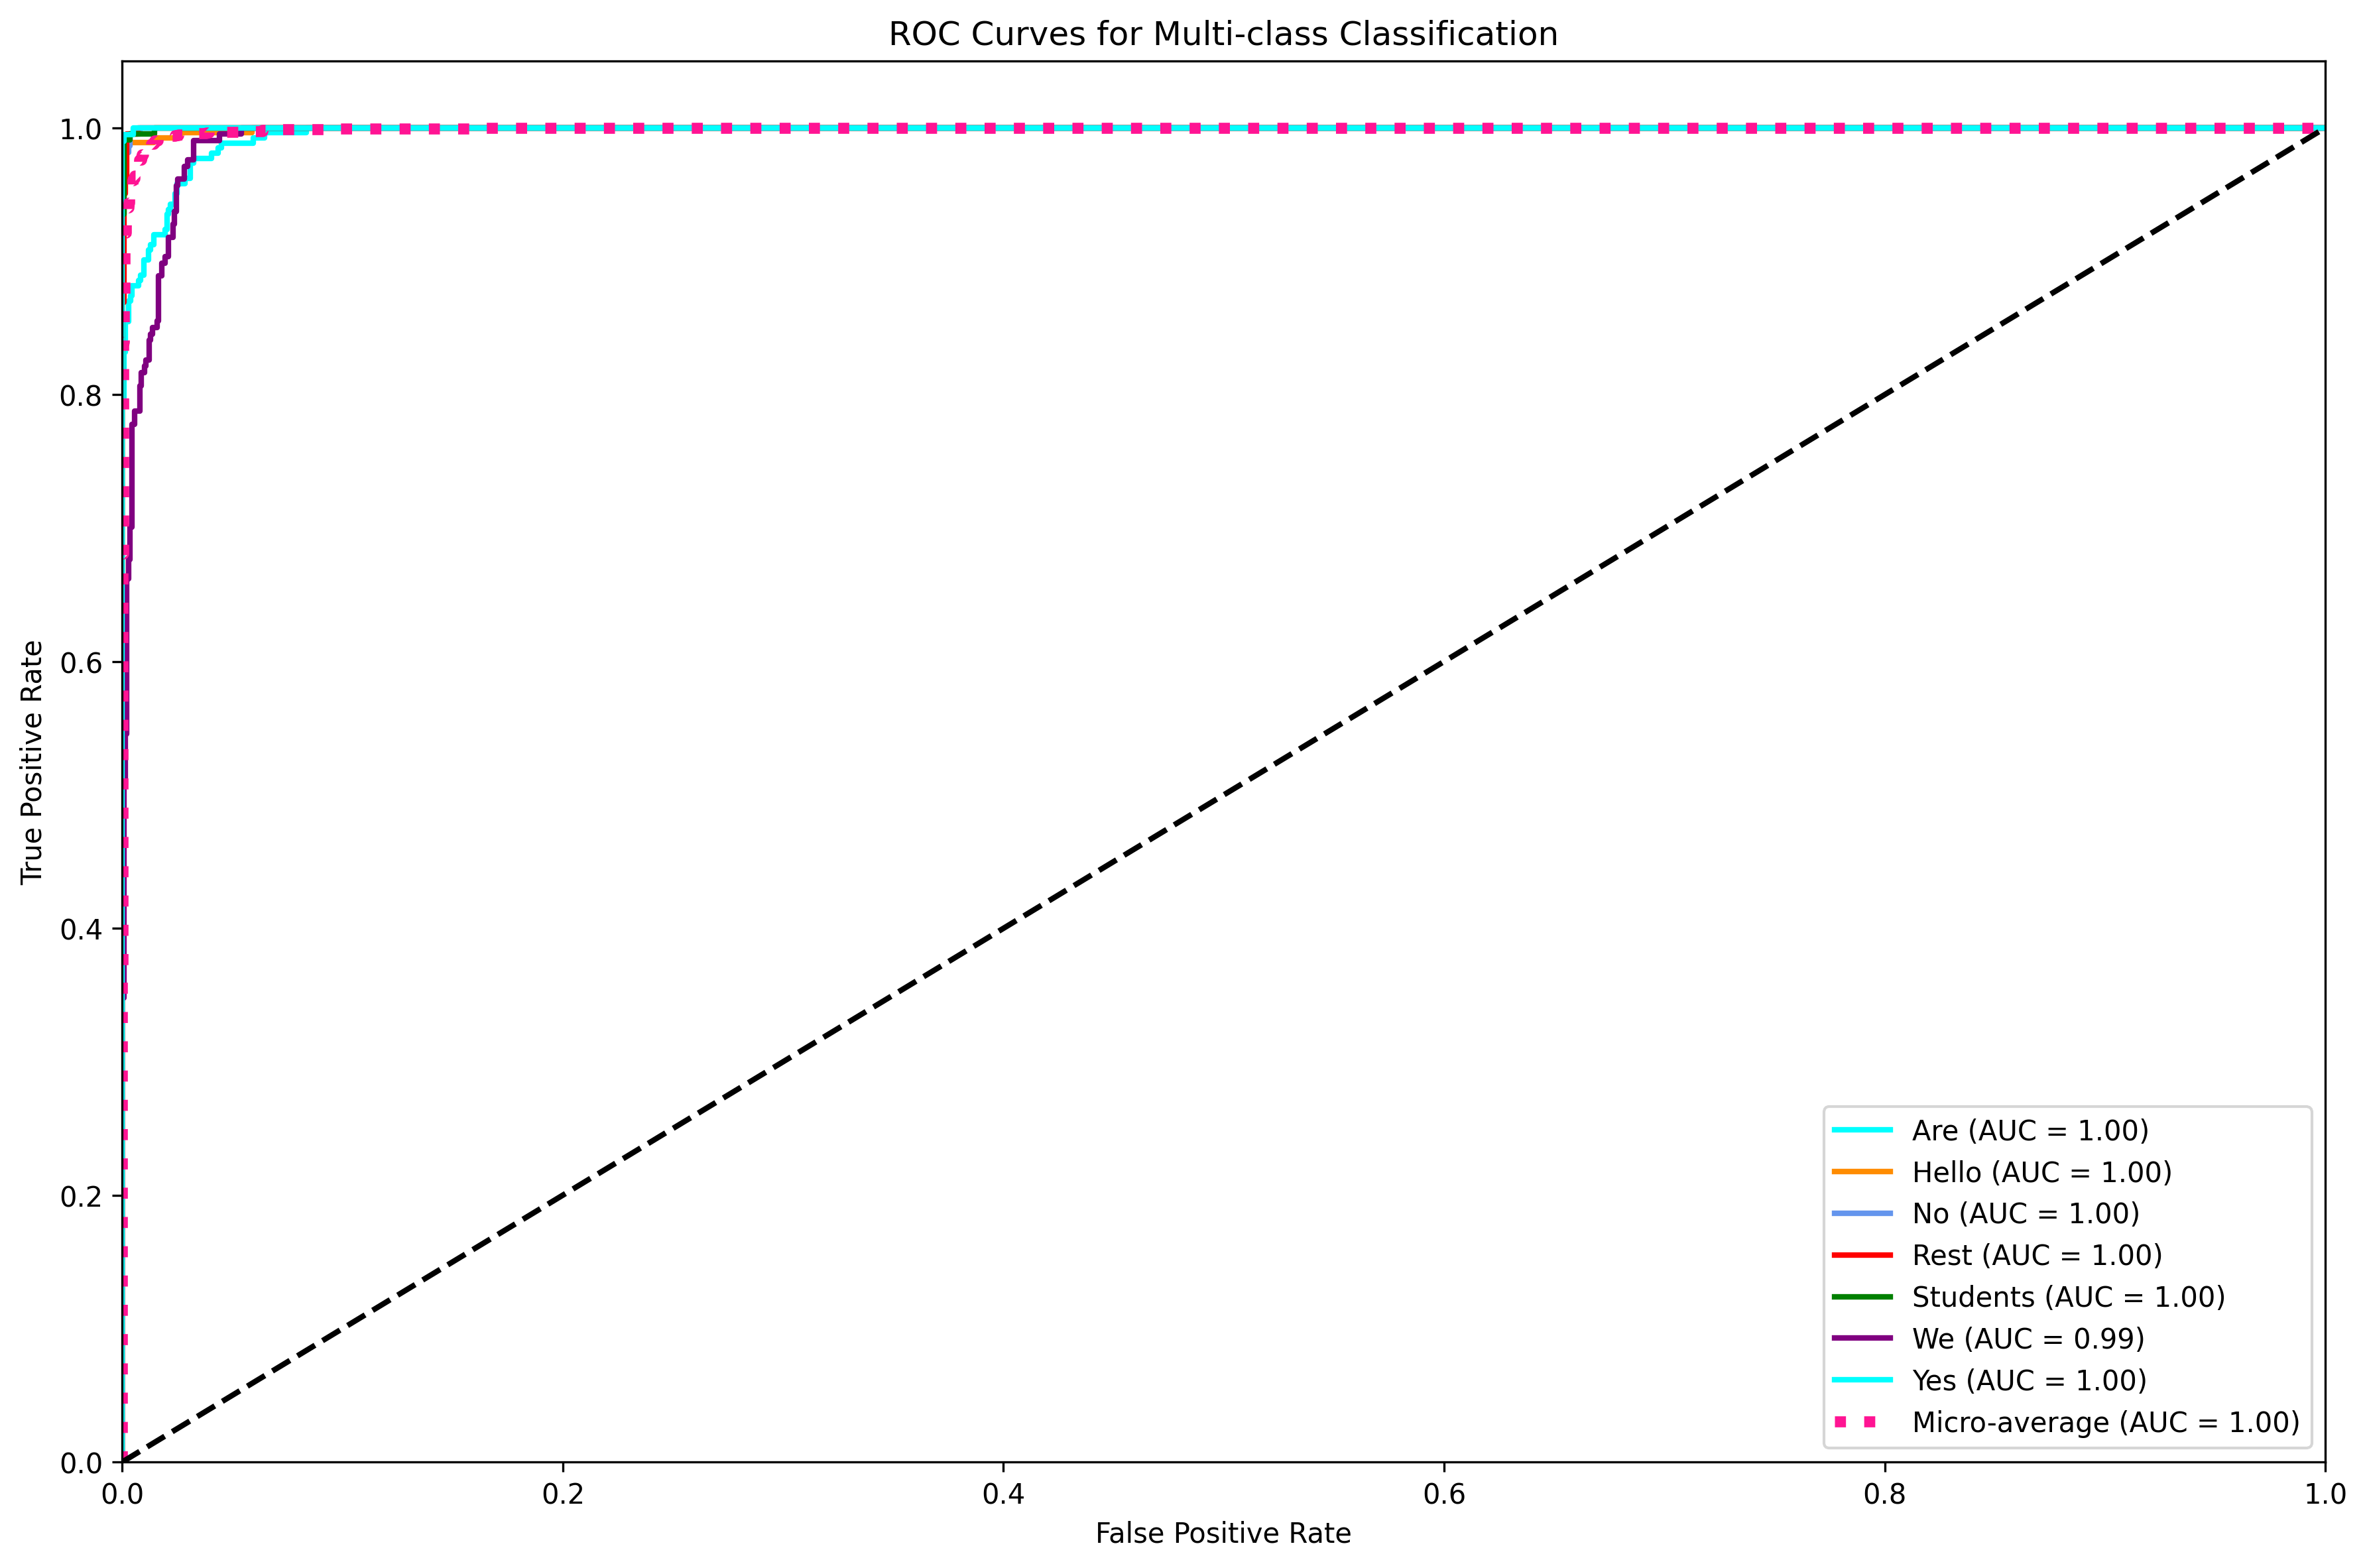 ROC Curves for Multi-class Classification
1.0
0.8
0.6
0.4
0.2
0.0
True Positive Rate
Are (AUC = 1.00)
Hello (AUC = 1.00)
No (AUC = 1.00)
Rest (AUC = 1.00)
Students (AUC = 1.00)
We (AUC = 0.99)
Yes (AUC = 1.00)
Micro-average (AUC = 1.00)
0.0 0.2 0.4 0.6 0.8 1.0
False Positive Rate